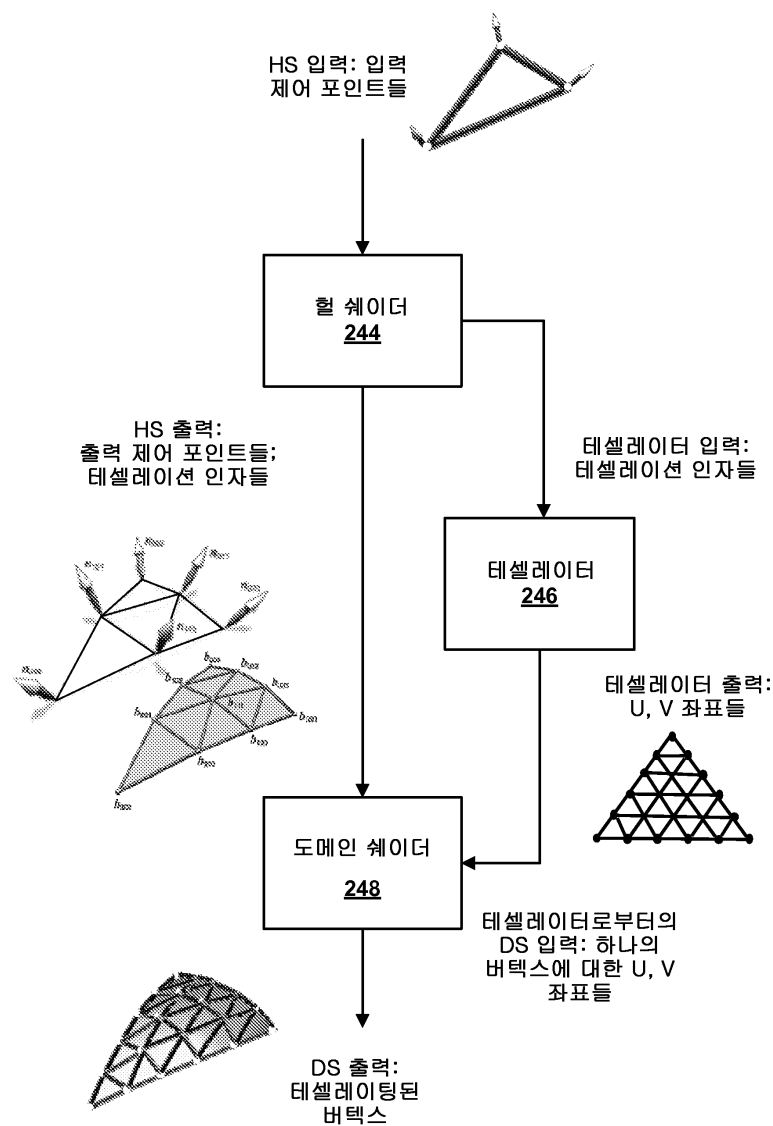 HS 입력: 입력
제어 포인트들
헐 쉐이더
244
HS 출력:
출력 제어 포인트들;
테셀레이션 인자들
테셀레이터 입력:
테셀레이션 인자들
테셀레이터
246
테셀레이터 출력:
U, V 좌표들
도메인 쉐이더
248
테셀레이터로부터의
DS 입력: 하나의
버텍스에 대한 U, V
좌표들
DS 출력:
테셀레이팅된
버텍스